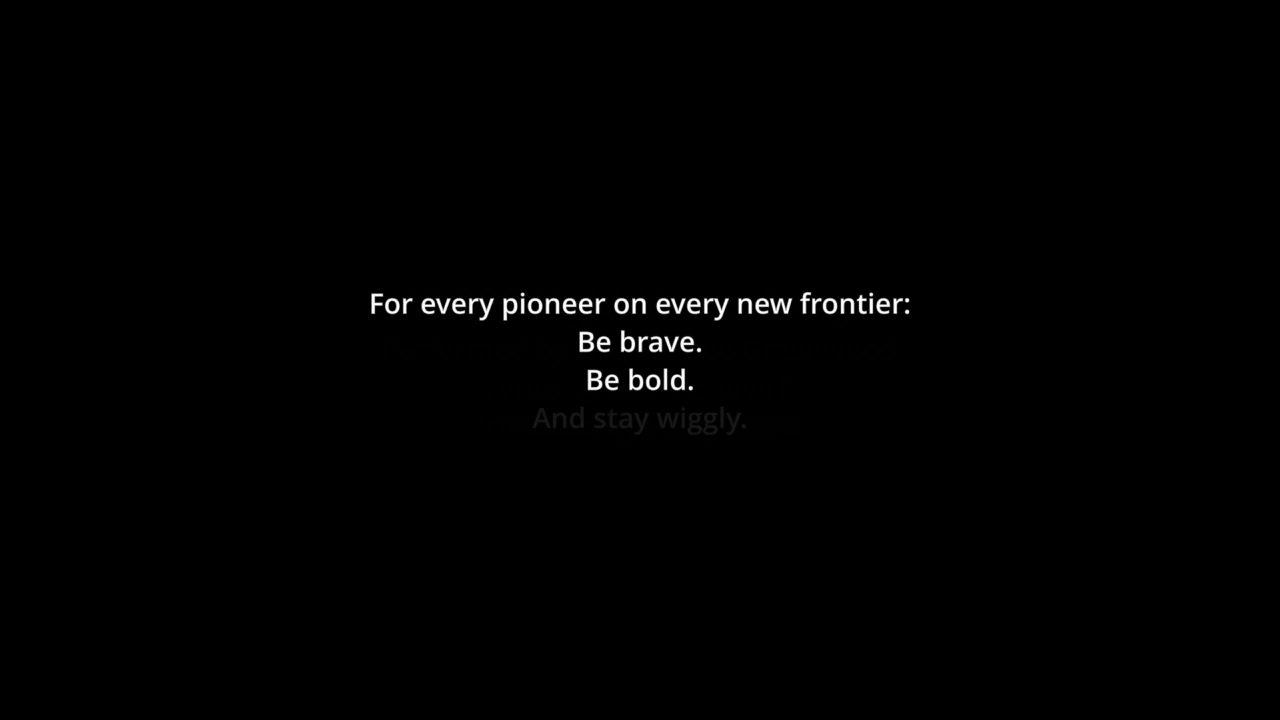 For every pioneer on every new frontier:
Be brave.
Be bold.
And stay wiggly.